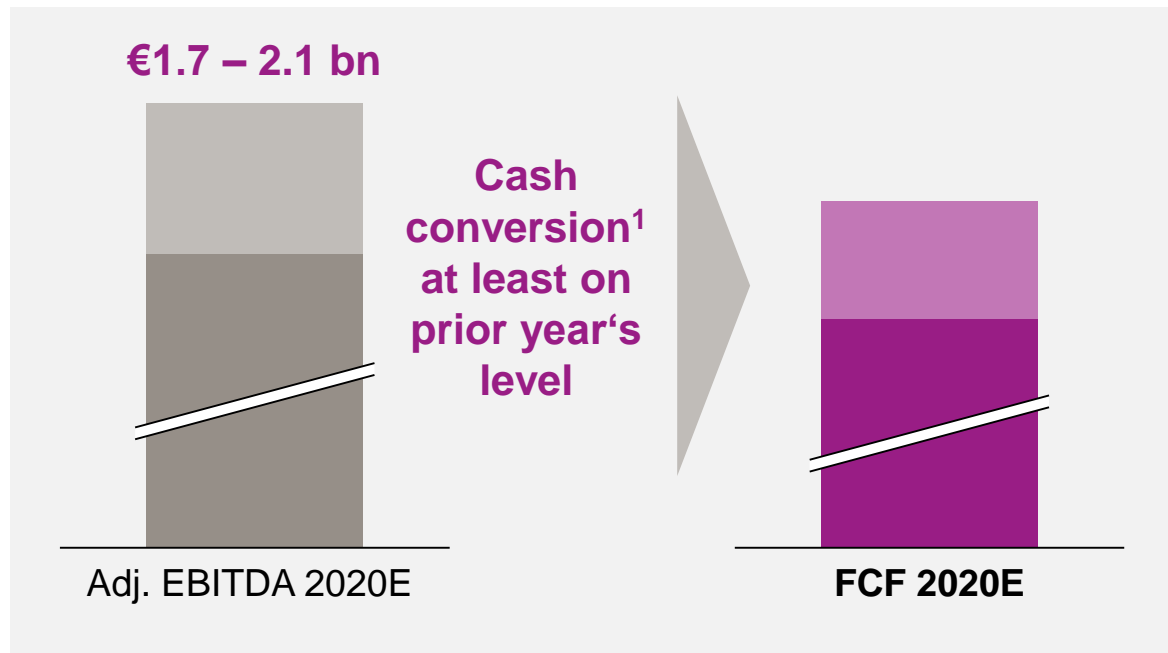 €1.7 – 2.1 bn
Cash
conversion¹
at least on
prior year‘s
level
Adj. EBITDA 2020E
FCF 2020E